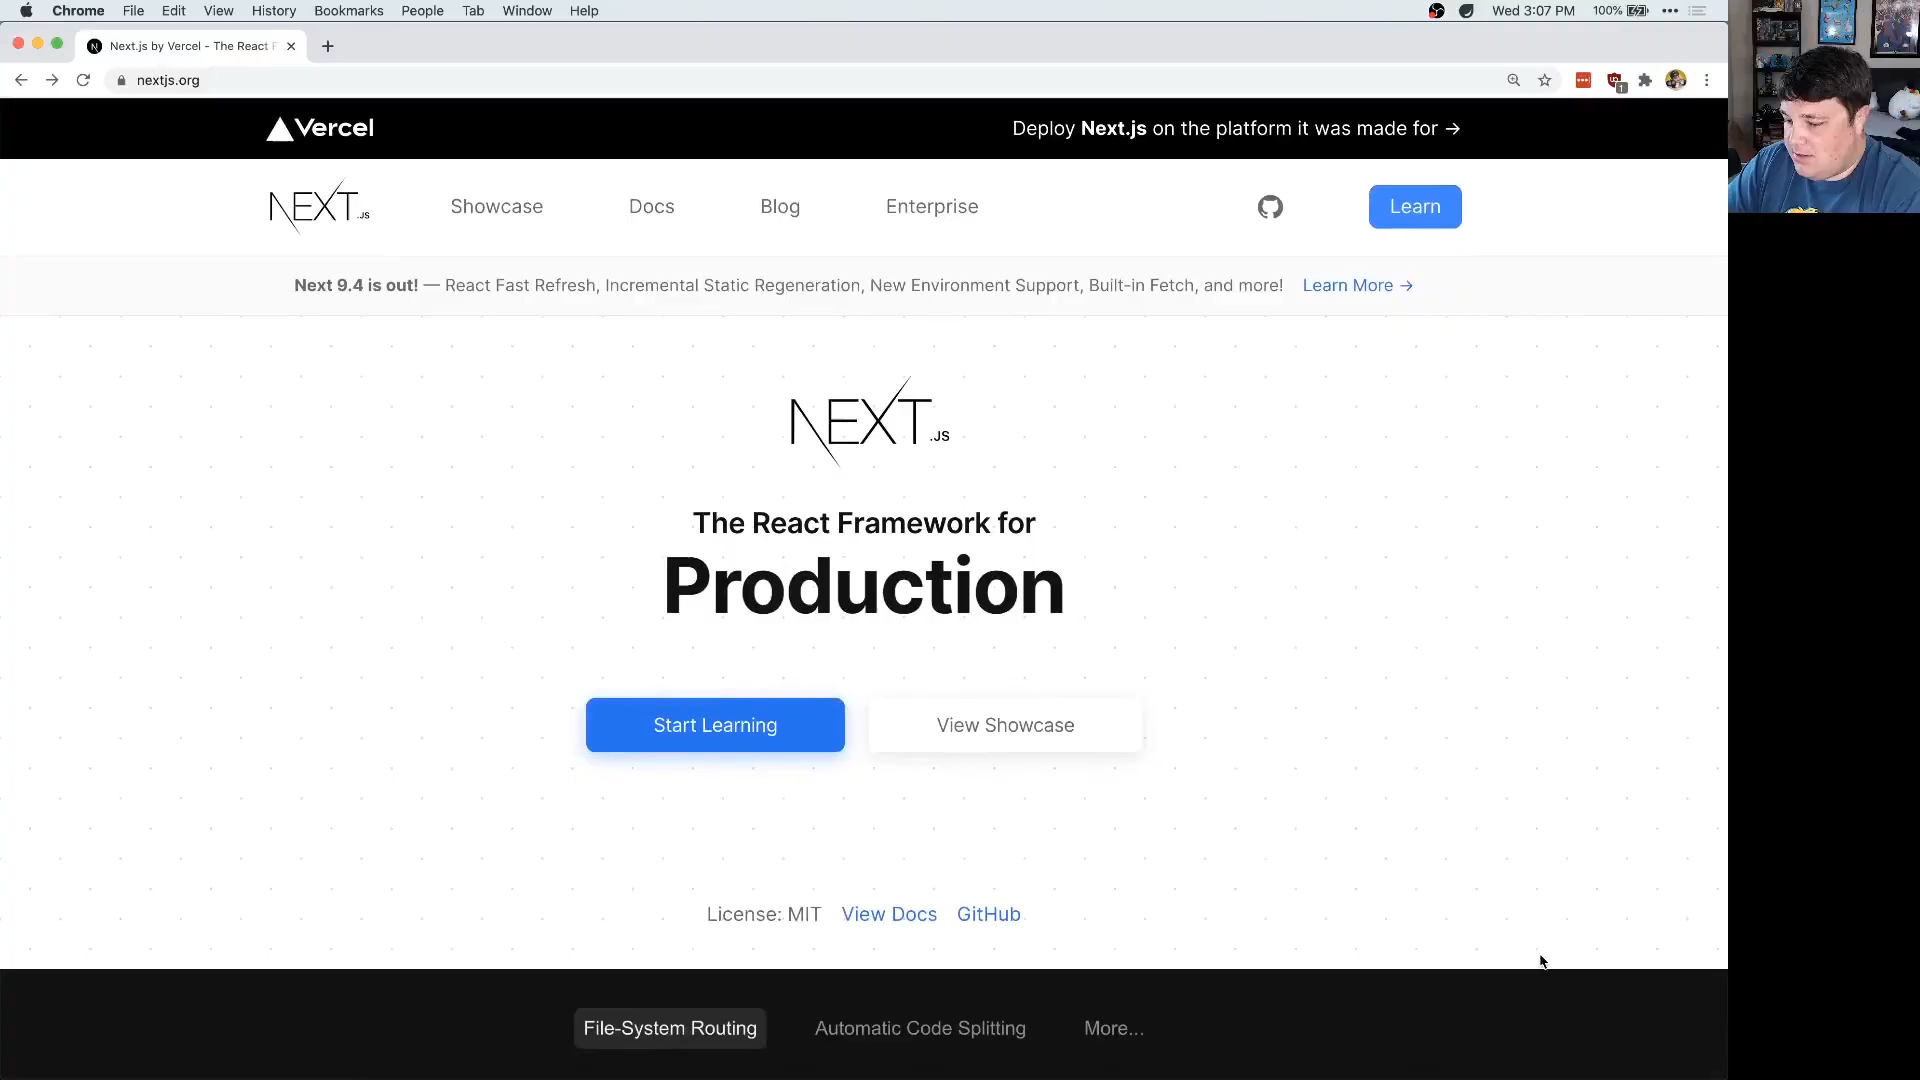 Chrome File Edit View History Bookmarks People Tab Window Help Wed 3:07 PM 100%
Next.js by Vercel - The React F
nextjs.org
1
Vercel Deploy Next.js on the platform it was made for →
NEXT.JS Showcase Docs Blog Enterprise Learn
Next 9.4 is out! — React Fast Refresh, Incremental Static Regeneration, New Environment Support, Built-in Fetch, and more! Learn More →
NEXT.JS
The React Framework for
Production
Start Learning View Showcase
License: MIT View Docs GitHub
File-System Routing Automatic Code Splitting More...